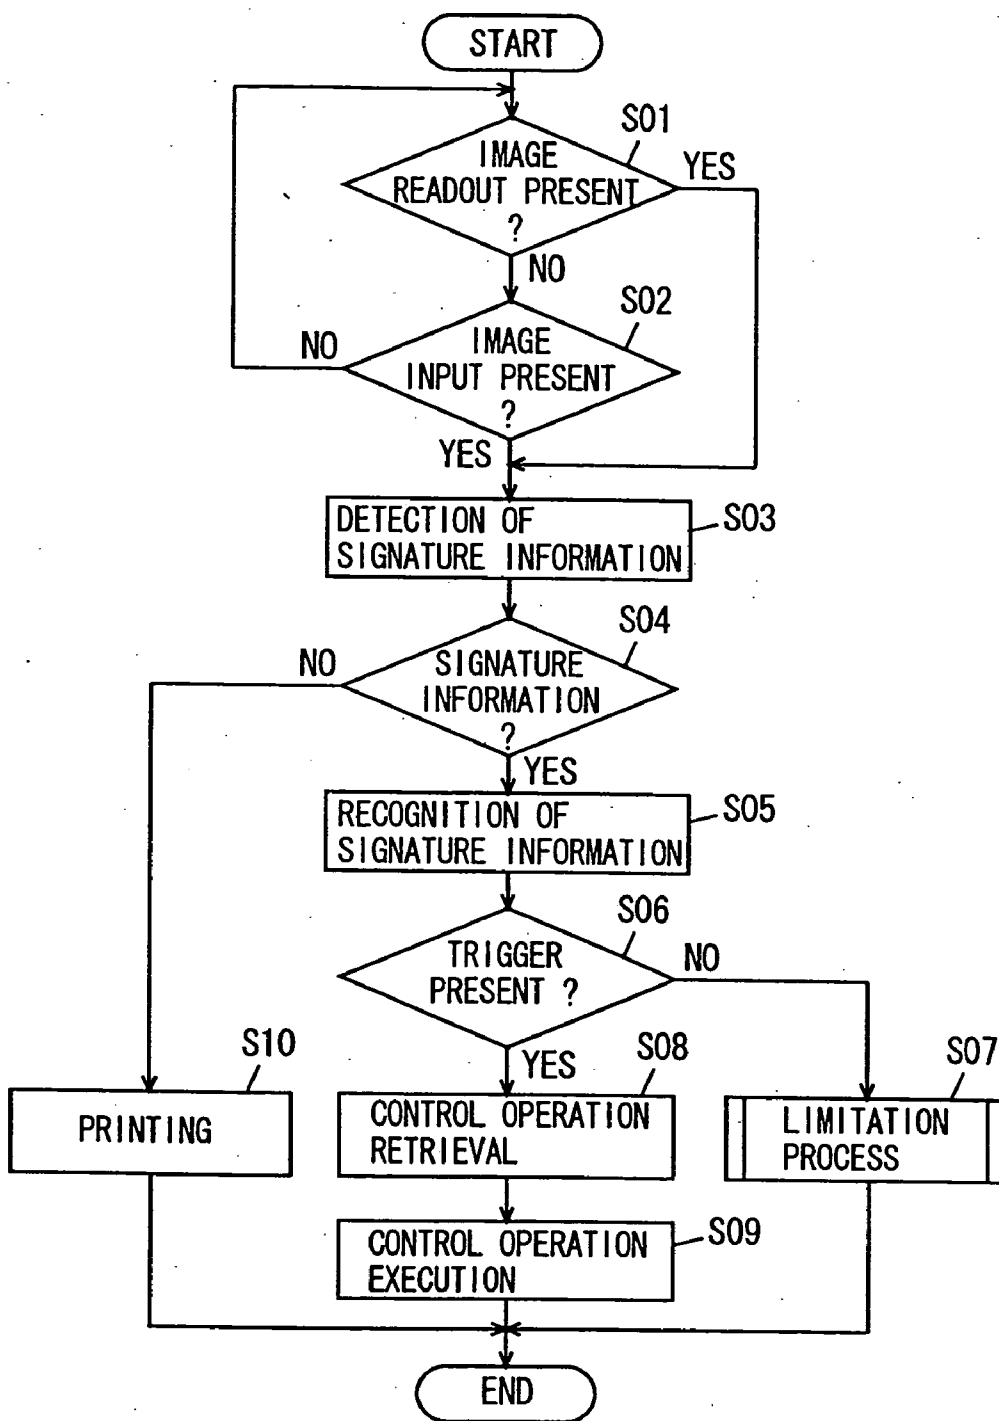 START
S01
IMAGE
READOUT PRESENT
?
YES
NO
S02
IMAGE
INPUT PRESENT
?
NO
YES
DETECTION OF
SIGNATURE INFORMATION
S03
S04
SIGNATURE
INFORMATION
?
NO
YES
RECOGNITION OF
SIGNATURE INFORMATION
S05
S06
TRIGGER
PRESENT ?
NO
YES
S10
PRINTING
S08
CONTROL OPERATION
RETRIEVAL
S07
LIMITATION
PROCESS
CONTROL OPERATION
EXECUTION
S09
END